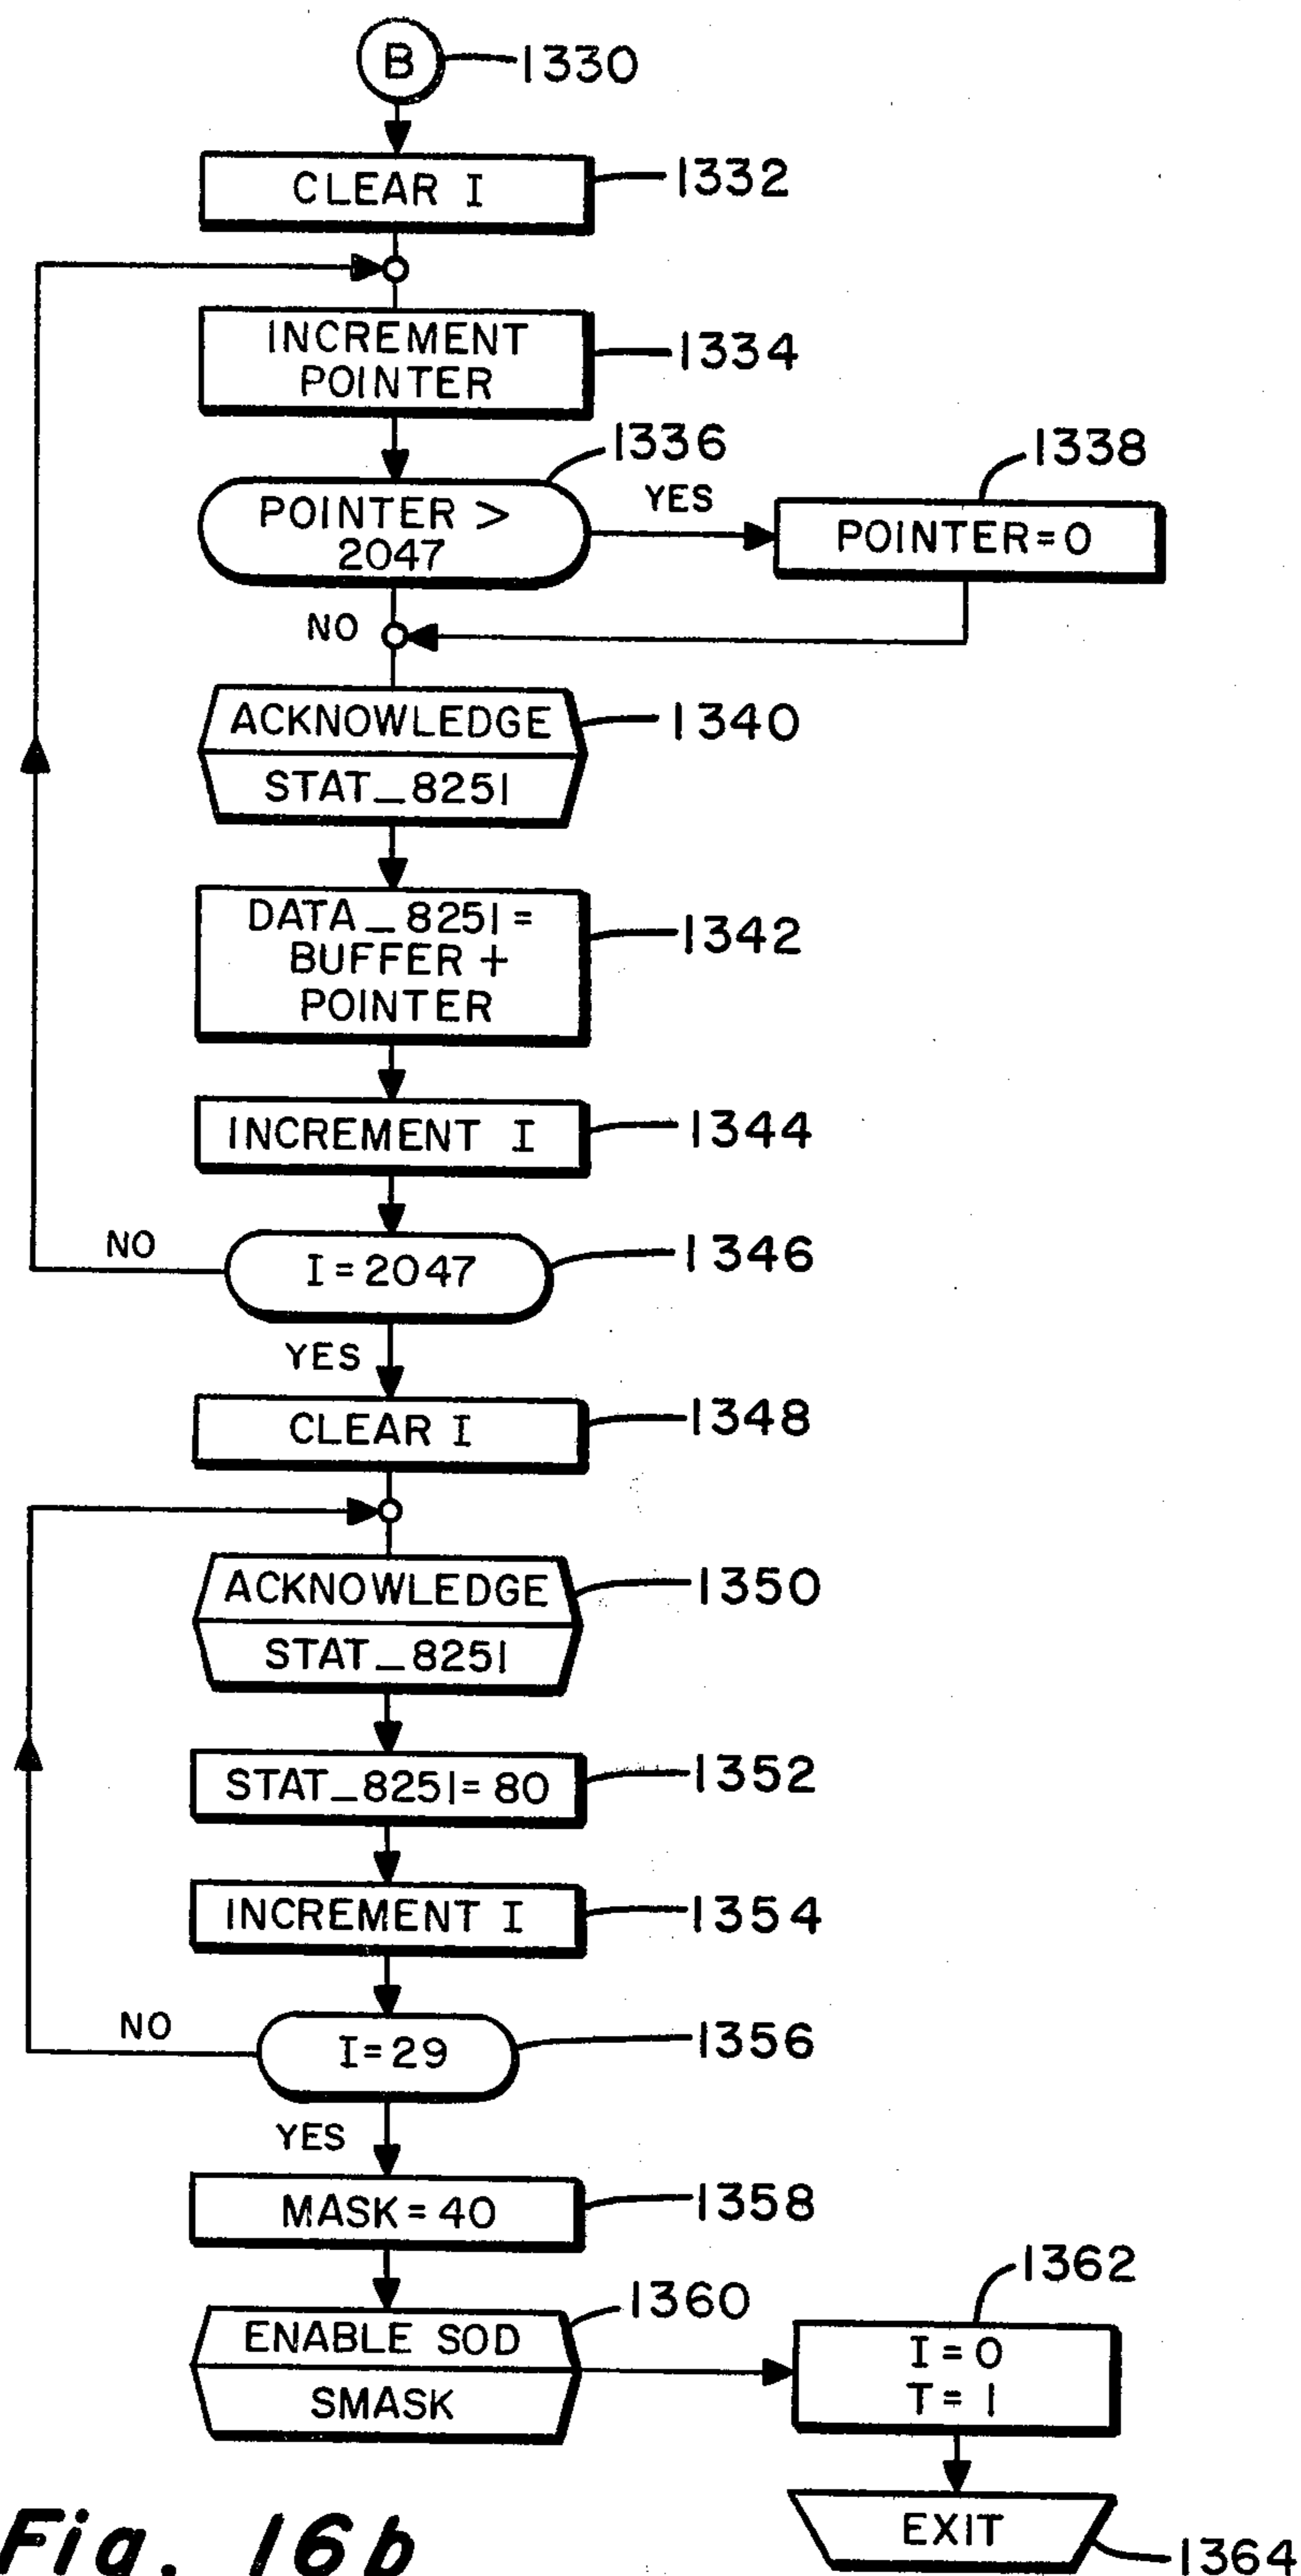 B 1330
CLEAR I 1332
INCREMENT
POINTER 1334
1336
POINTER >
2047
YES
1338
POINTER=0
NO
ACKNOWLEDGE 1340
STAT_8251
DATA_8251=
BUFFER +
POINTER
1342
INCREMENT I 1344
I=2047 1346
NO
YES
CLEAR I 1348
ACKNOWLEDGE 1350
STAT_8251
STAT_8251=80 1352
INCREMENT I 1354
I=29 1356
NO
YES
MASK=40 1358
1360
ENABLE SOD
SMASK
1362
I=0
T=1
EXIT 1364
Fig. 16b